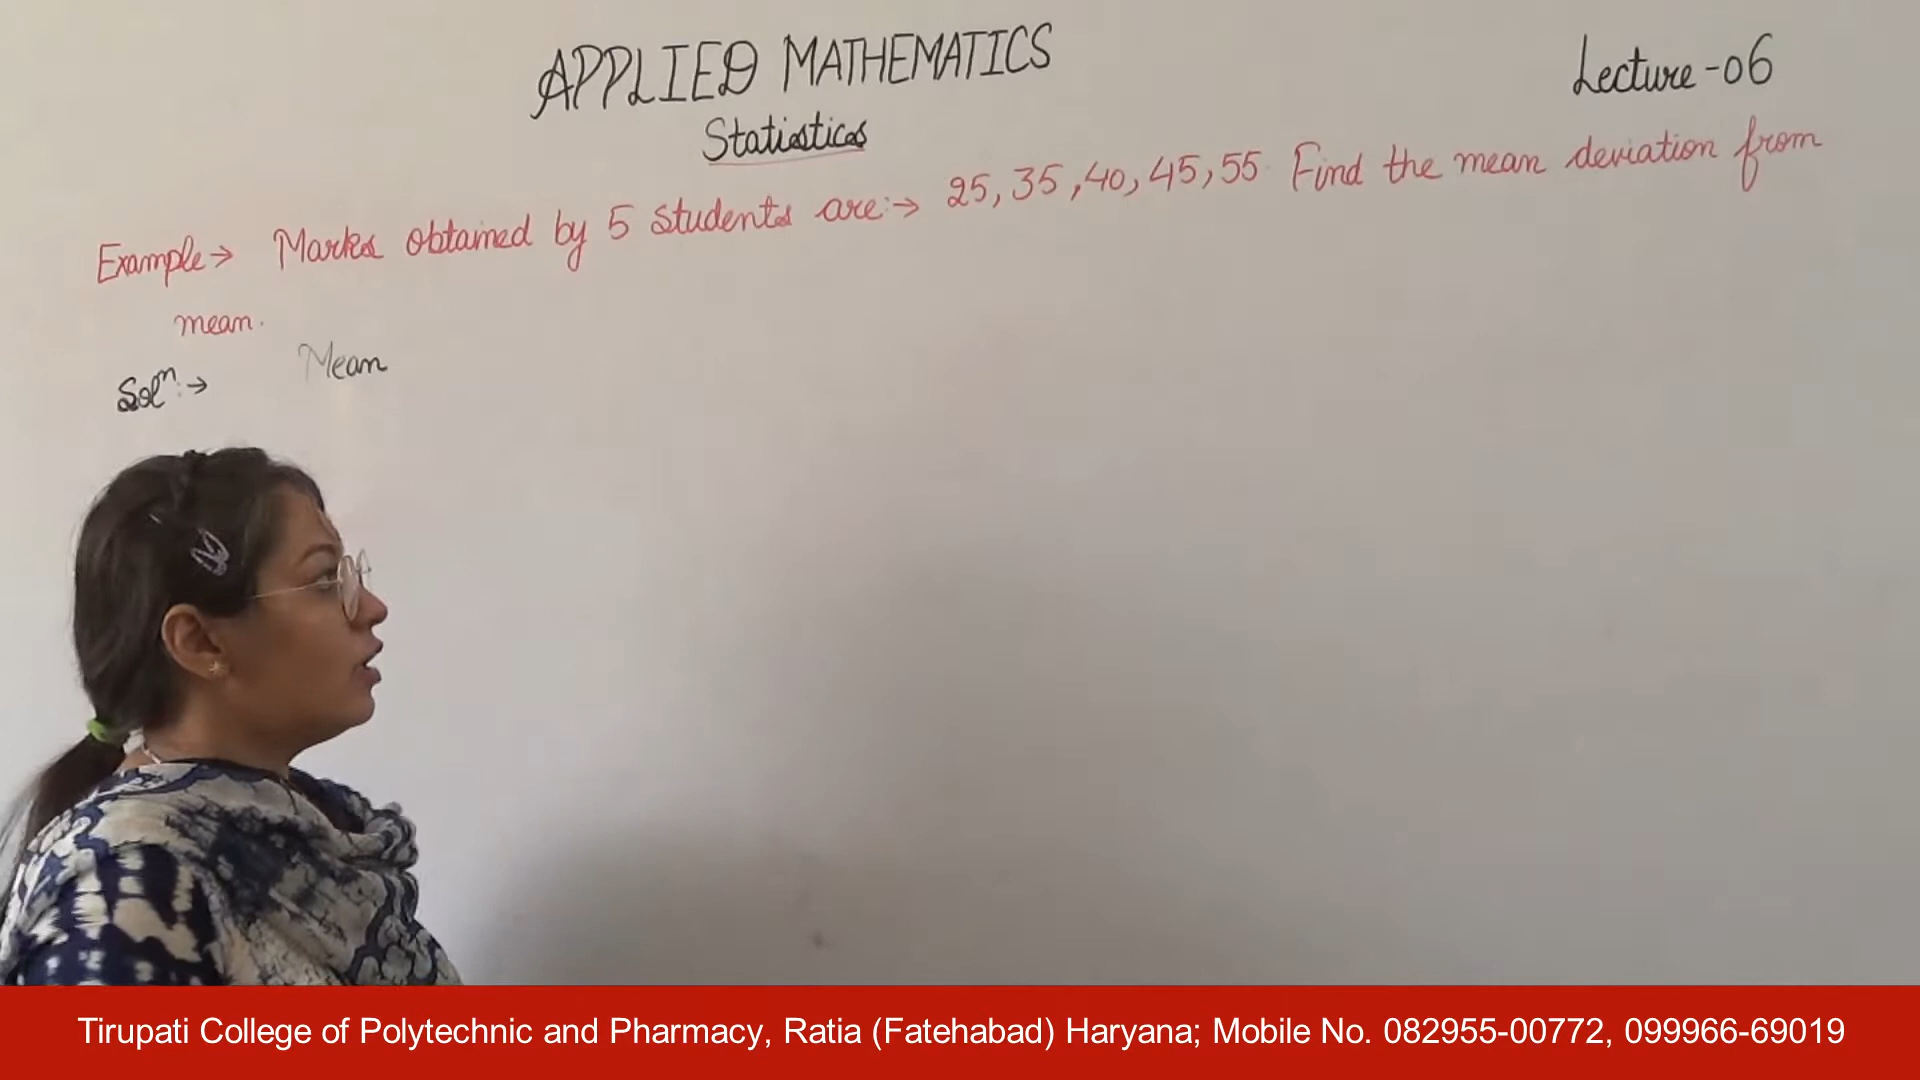 APPLIED MATHEMATICS
Lecture-06
Statistics
Example→ Marks obtained by 5 students are:→ 25, 35, 40, 45, 55. Find the mean deviation from
mean.
Solⁿ:→ Mean
Tirupati College of Polytechnic and Pharmacy, Ratia (Fatehabad) Haryana; Mobile No. 082955-00772, 099966-69019